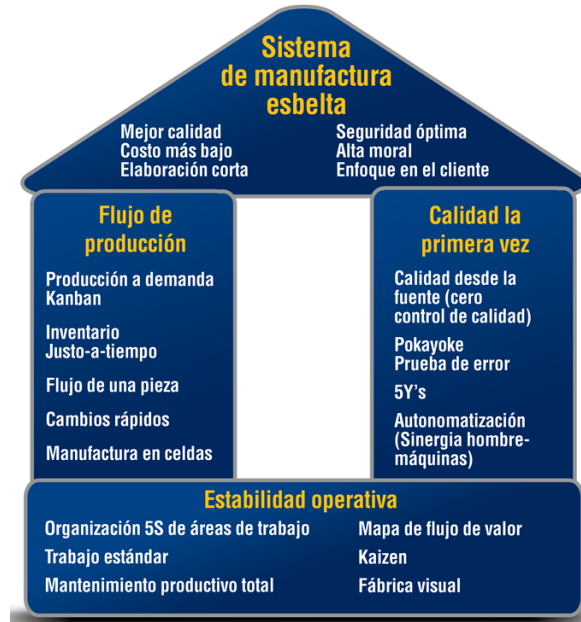 Sistema
de manufactura
esbelta
Mejor calidad
Costo más bajo
Elaboración corta
Seguridad óptima
Alta moral
Enfoque en el cliente
Flujo de
producción
Producción a demanda
Kanban
Inventario
Justo-a-tiempo
Flujo de una pieza
Cambios rápidos
Manufactura en celdas
Calidad la
primera vez
Calidad desde la
fuente (cero
control de calidad)
Pokayoke
Prueba de error
5Y's
Autonomatización
(Sinergia hombre-
máquinas)
Estabilidad operativa
Organización 5S de áreas de trabajo
Trabajo estándar
Mantenimiento productivo total
Mapa de flujo de valor
Kaizen
Fábrica visual